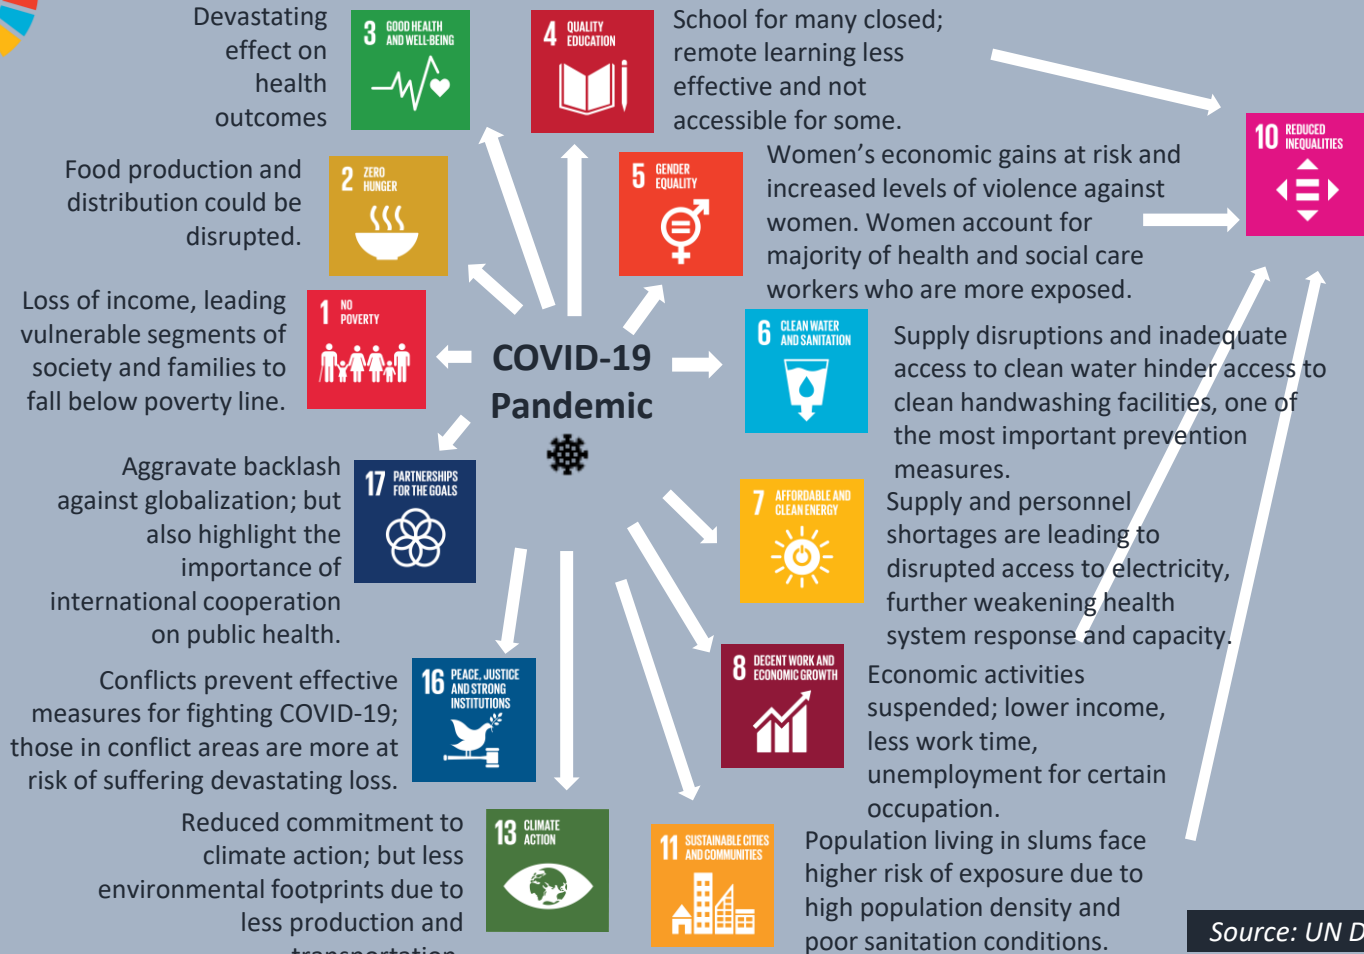 Devastating
effect on
health
outcomes
3 GOOD HEALTH
AND WELL-BEING
4 QUALITY
EDUCATION
School for many closed;
remote learning less
effective and not
accessible for some.
10 REDUCED
INEQUALITIES
Food production and
distribution could be
disrupted.
2 ZERO
HUNGER
5 GENDER
EQUALITY
Women's economic gains at risk and
increased levels of violence against
women. Women account for
majority of health and social care
workers who are more exposed.
Loss of income, leading
vulnerable segments of
society and families to
fall below poverty line.
1 NO
POVERTY
COVID-19
Pandemic
6 CLEAN WATER
AND SANITATION
Supply disruptions and inadequate
access to clean water hinder access to
clean handwashing facilities, one of
the most important prevention
measures.
Aggravate backlash
against globalization; but
also highlight the
importance of
international cooperation
on public health.
17 PARTNERSHIPS
FOR THE GOALS
7 AFFORDABLE AND
CLEAN ENERGY
Supply and personnel
shortages are leading to
disrupted access to electricity,
further weakening health
system response and capacity.
Conflicts prevent effective
measures for fighting COVID-19;
those in conflict areas are more at
risk of suffering devastating loss.
16 PEACE, JUSTICE
AND STRONG
INSTITUTIONS
8 DECENT WORK AND
ECONOMIC GROWTH
Economic activities
suspended; lower income,
less work time,
unemployment for certain
occupation.
Reduced commitment to
climate action; but less
environmental footprints due to
less production and
transportation.
13 CLIMATE
ACTION
11 SUSTAINABLE CITIES
AND COMMUNITIES
Population living in slums face
higher risk of exposure due to
high population density and
poor sanitation conditions.
Source: UN D